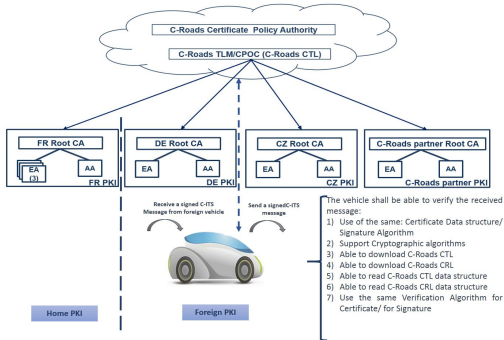 C-Roads Certificate Policy Authority
C-Roads TLM/CPOC (C-Roads CTL)
FR Root CA
EA
(3)
AA
FR PKI
DE Root CA
EA
AA
DE PKI
CZ Root CA
EA
AA
CZ PKI
C-Roads partner Root CA
EA
AA
C-Roads partner PKI
Receive a signed C-ITS
Message from foreign vehicle
Send a signedC-ITS
message
The vehicle shall be able to verify the received
message:
1) Use of the same: Certificate Data structure/
Signature Algorithm
2) Support Cryptographic algorithms
3) Able to download C-Roads CTL
4) Able to download C-Roads CRL
5) Able to read C-Roads CTL data structure
6) Able to read C-Roads CRL data structure
7) Use the same Verification Algorithm for
Certificate/ for Signature
Home PKI
Foreign PKI